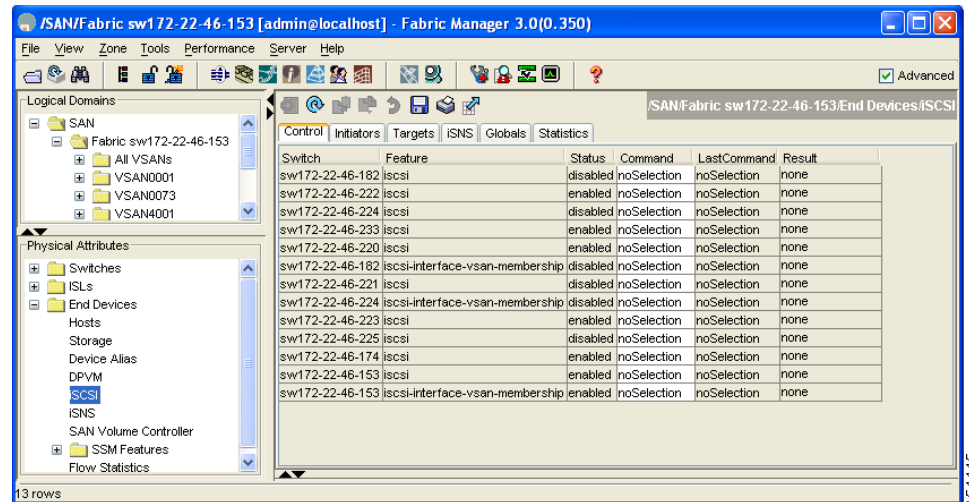 /SAN/Fabric sw172-22-46-153 [admin@localhost] - Fabric Manager 3.0(0.350)
File View Zone Tools Performance Server Help
Advanced
Logical Domains
SAN
Fabric sw172-22-46-153
All VSANs
VSAN0001
VSAN0073
VSAN4001
Physical Attributes
Switches
ISLs
End Devices
Hosts
Storage
Device Alias
DPVM
iSCSI
iSNS
SAN Volume Controller
SSM Features
Flow Statistics
/SAN/Fabric sw172-22-46-153/End Devices/iSCSI
Control Initiators Targets iSNS Globals Statistics
Switch Feature Status Command LastCommand Result
sw172-22-46-182 iscsi disabled noSelection noSelection none
sw172-22-46-222 iscsi enabled noSelection noSelection none
sw172-22-46-224 iscsi disabled noSelection noSelection none
sw172-22-46-233 iscsi enabled noSelection noSelection none
sw172-22-46-220 iscsi enabled noSelection noSelection none
sw172-22-46-182 iscsi-interface-vsan-membership disabled noSelection noSelection none
sw172-22-46-221 iscsi disabled noSelection noSelection none
sw172-22-46-224 iscsi-interface-vsan-membership disabled noSelection noSelection none
sw172-22-46-223 iscsi enabled noSelection noSelection none
sw172-22-46-225 iscsi disabled noSelection noSelection none
sw172-22-46-174 iscsi enabled noSelection noSelection none
sw172-22-46-153 iscsi enabled noSelection noSelection none
sw172-22-46-153 iscsi-interface-vsan-membership enabled noSelection noSelection none
13 rows